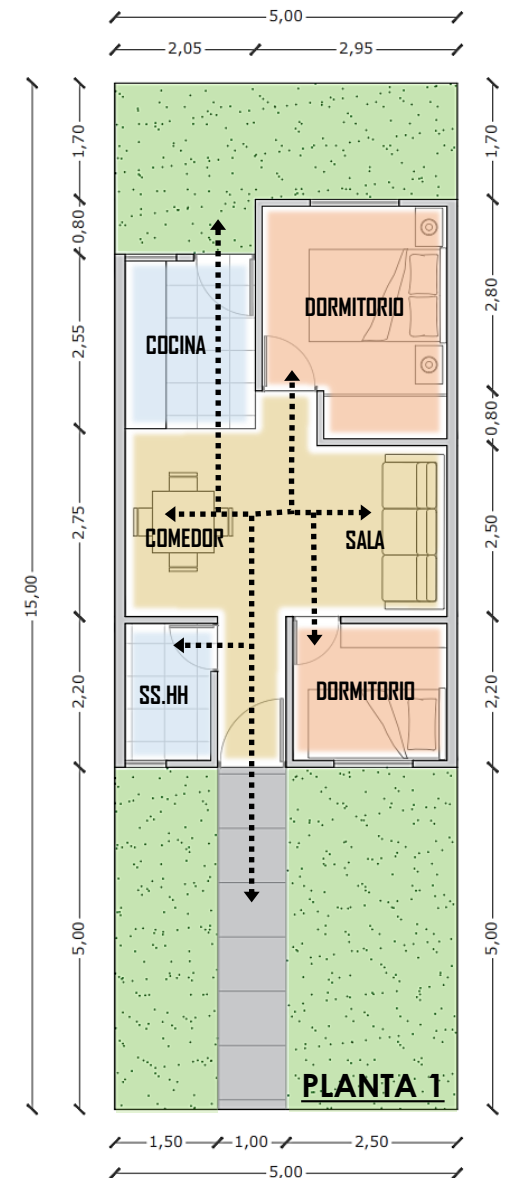 5,00
2,05
2,95
1,70
1,70
0,80
DORMITORIO
2,80
COCINA
2,55
0,80
2,75
COMEDOR
SALA
2,50
15,00
SS.HH
DORMITORIO
2,20
2,20
5,00
5,00
PLANTA 1
1,50
1,00
2,50
5,00